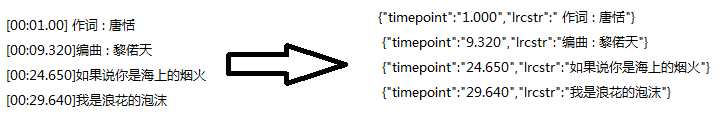 [00:01.00] 作词 : 唐恬
[00:09.320]编曲 : 黎偌天
[00:24.650]如果说你是海上的烟火
[00:29.640]我是浪花的泡沫
{"timepoint":"1.000","lrcstr":" 作词 : 唐恬"}
{"timepoint":"9.320","lrcstr":"编曲 : 黎偌天"}
{"timepoint":"24.650","lrcstr":"如果说你是海上的烟火"}
{"timepoint":"29.640","lrcstr":"我是浪花的泡沫"}